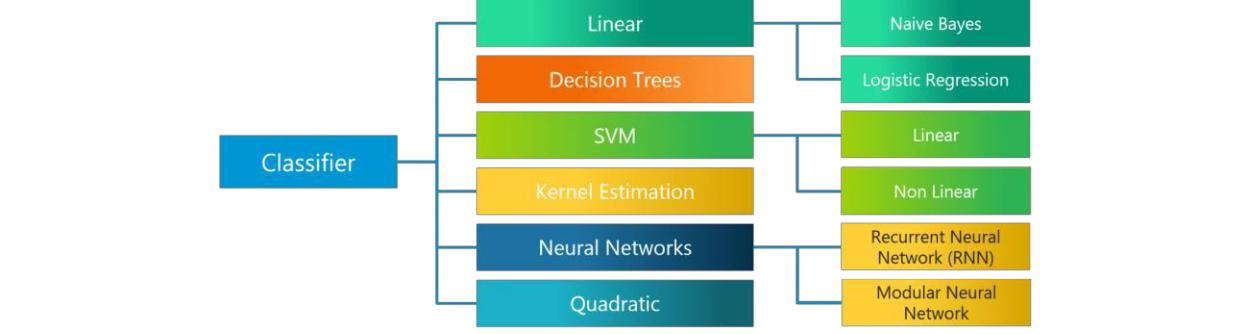 Classifier
Linear
Decision Trees
SVM
Kernel Estimation
Neural Networks
Quadratic
Naive Bayes
Logistic Regression
Linear
Non Linear
Recurrent Neural
Network (RNN)
Modular Neural
Network